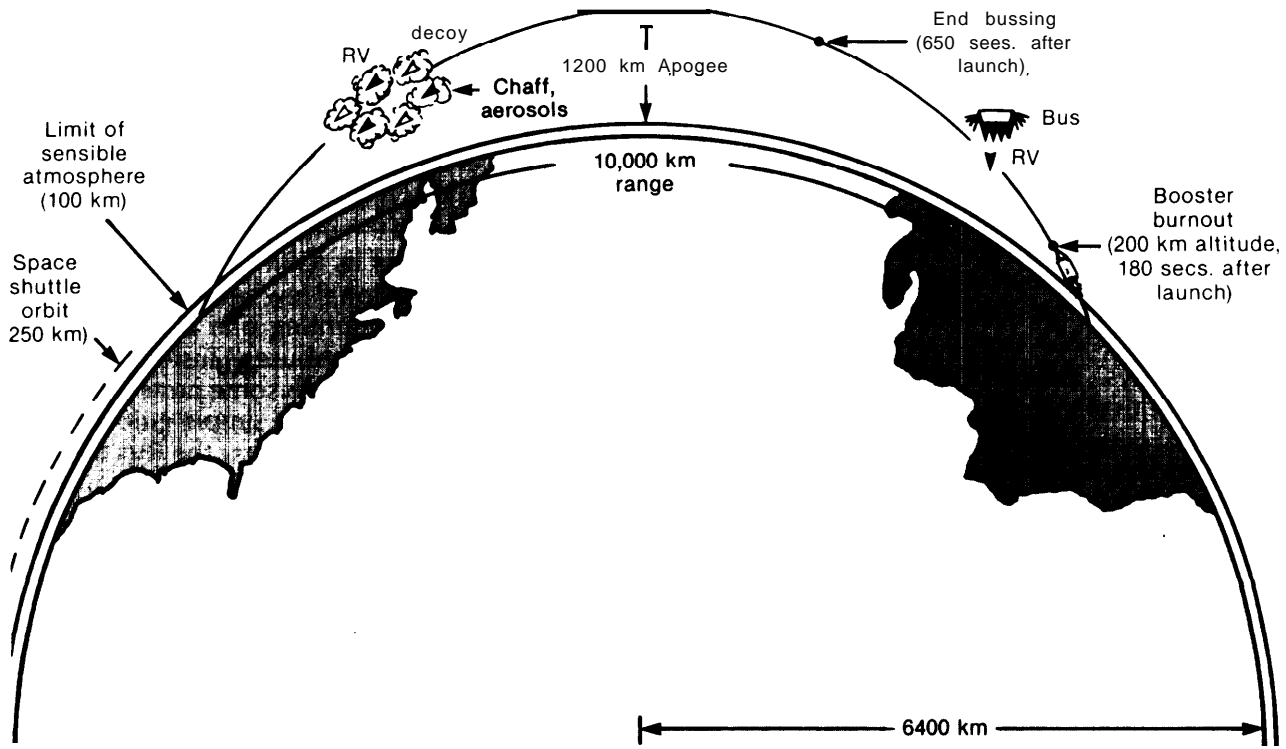 decoy
RV
Chaff,
aerosols
1200 km Apogee
End bussing
(650 sees. after
launch),
Bus
RV
Limit of
sensible
atmosphere
(100 km)
10,000 km
range
Booster
burnout
(200 km altitude,
180 secs. after
launch)
Space
shuttle
orbit
250 km)
6400 km